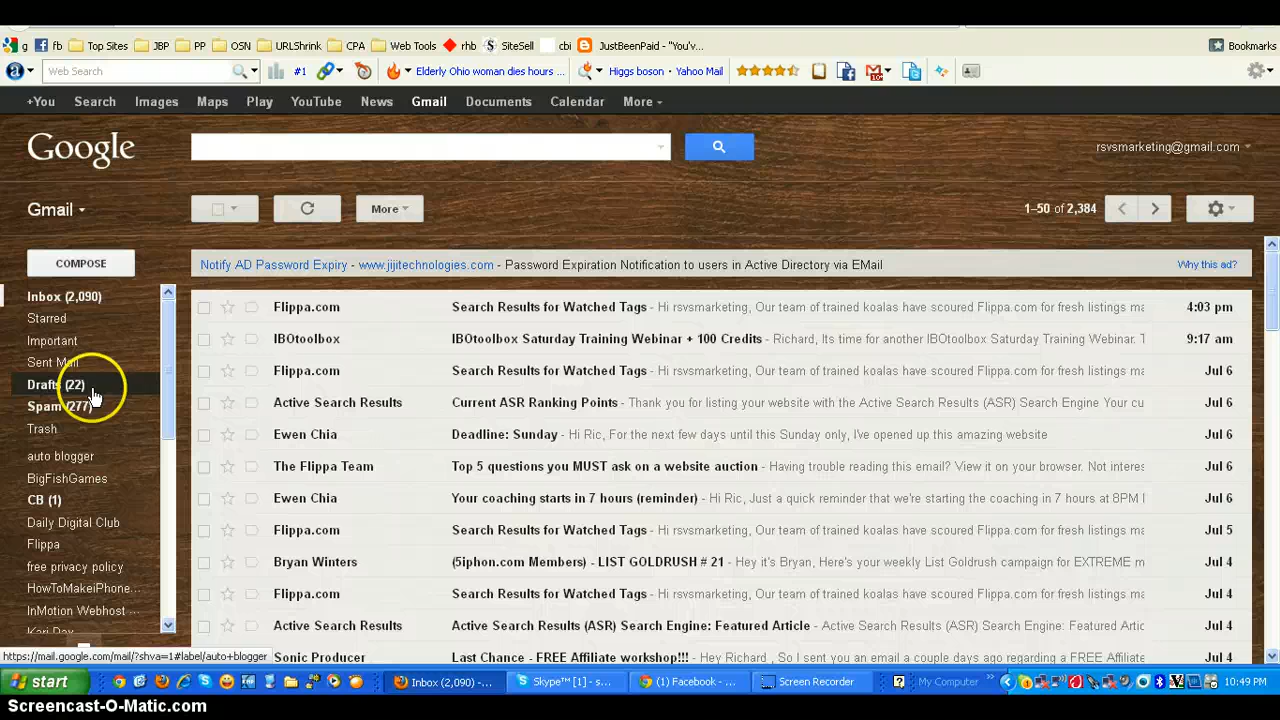 g fb Top Sites JBP PP OSN URLShrink CPA Web Tools rhb SiteSell cbi JustBeenPaid - "You'v... Bookmarks
Web Search #1 Elderly Ohio woman dies hours ... Higgs boson - Yahoo Mail
+You Search Images Maps Play YouTube News Gmail Documents Calendar More
Google rsvsmarketing@gmail.com
Gmail More 1–50 of 2,384
COMPOSE
Notify AD Password Expiry - www.jijitechnologies.com - Password Expiration Notification to users in Active Directory via EMail Why this ad?
Inbox (2,090)
Starred
Important
Sent Mail
Drafts (22)
Spam (277)
Trash
auto blogger
BigFishGames
CB (1)
Daily Digital Club
Flippa
free privacy policy
HowToMakeiPhone...
InMotion Webhost ...
Kari Day
Flippa.com Search Results for Watched Tags - Hi rsvsmarketing, Our team of trained koalas have scoured Flippa.com for fresh listings ma 4:03 pm
IBOtoolbox IBOtoolbox Saturday Training Webinar + 100 Credits - Richard, Its time for another IBOtoolbox Saturday Training Webinar. T 9:17 am
Flippa.com Search Results for Watched Tags - Hi rsvsmarketing, Our team of trained koalas have scoured Flippa.com for fresh listings ma Jul 6
Active Search Results Current ASR Ranking Points - Thank you for listing your website with the Active Search Results (ASR) Search Engine Your cu Jul 6
Ewen Chia Deadline: Sunday - Hi Ric, For the next few days until this Sunday only, I've opened up this amazing website Jul 6
The Flippa Team Top 5 questions you MUST ask on a website auction - Having trouble reading this email? View it on your browser. Not interes Jul 6
Ewen Chia Your coaching starts in 7 hours (reminder) - Hi Ric, Just a quick reminder that we're starting the coaching in 7 hours at 8PM I Jul 6
Flippa.com Search Results for Watched Tags - Hi rsvsmarketing, Our team of trained koalas have scoured Flippa.com for fresh listings ma Jul 5
Bryan Winters (5iphon.com Members) - LIST GOLDRUSH # 21 - Hey it's Bryan, Here's your weekly List Goldrush campaign for EXTREME m Jul 4
Flippa.com Search Results for Watched Tags - Hi rsvsmarketing, Our team of trained koalas have scoured Flippa.com for fresh listings ma Jul 4
Active Search Results Active Search Results (ASR) Search Engine: Featured Article - Active Search Results (ASR) Search Engine: Featured Artic Jul 4
Sonic Producer Last Chance - FREE Affiliate workshop!!! - Hey Richard , So I sent you an email a couple days ago regarding a FREE Affiliate Jul 4
https://mail.google.com/mail/?shva=1#label/auto+blogger
start Inbox (2,090) -... Skype™ [1] - s... (1) Facebook - ... Screen Recorder My Computer 10:49 PM
Screencast-O-Matic.com